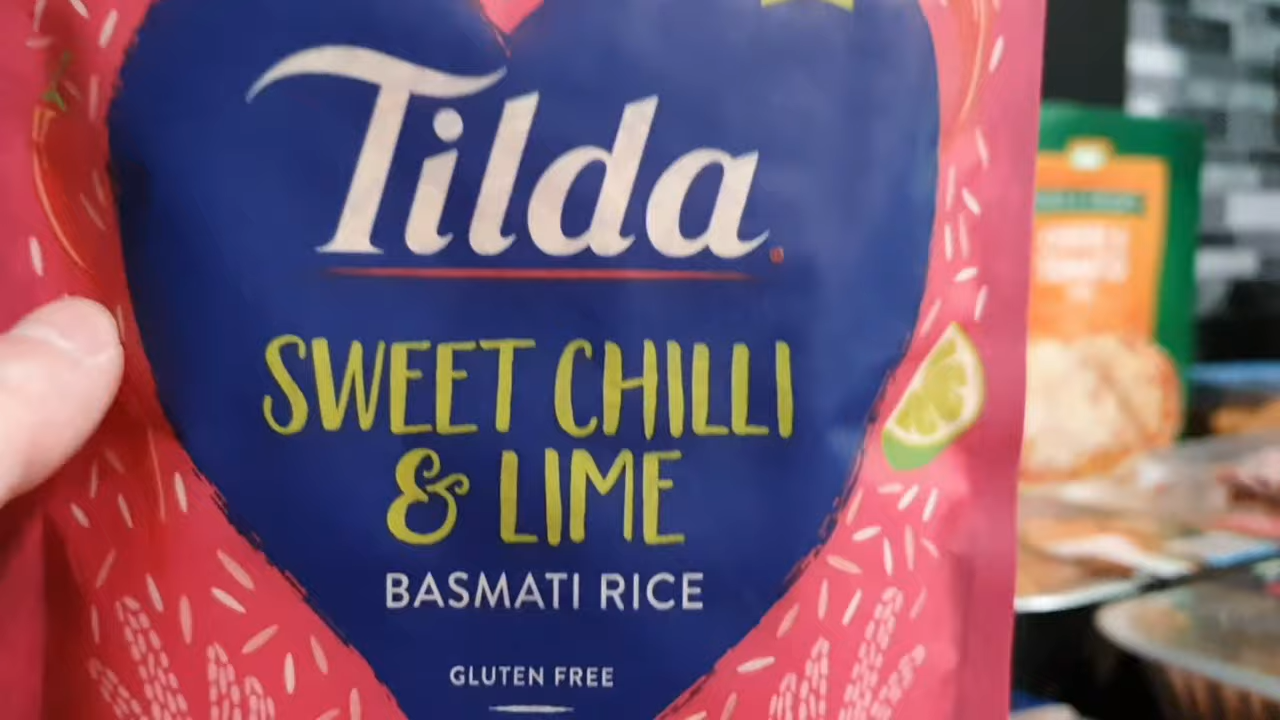 Tilda
SWEET CHILLI
& LIME
BASMATI RICE
GLUTEN FREE